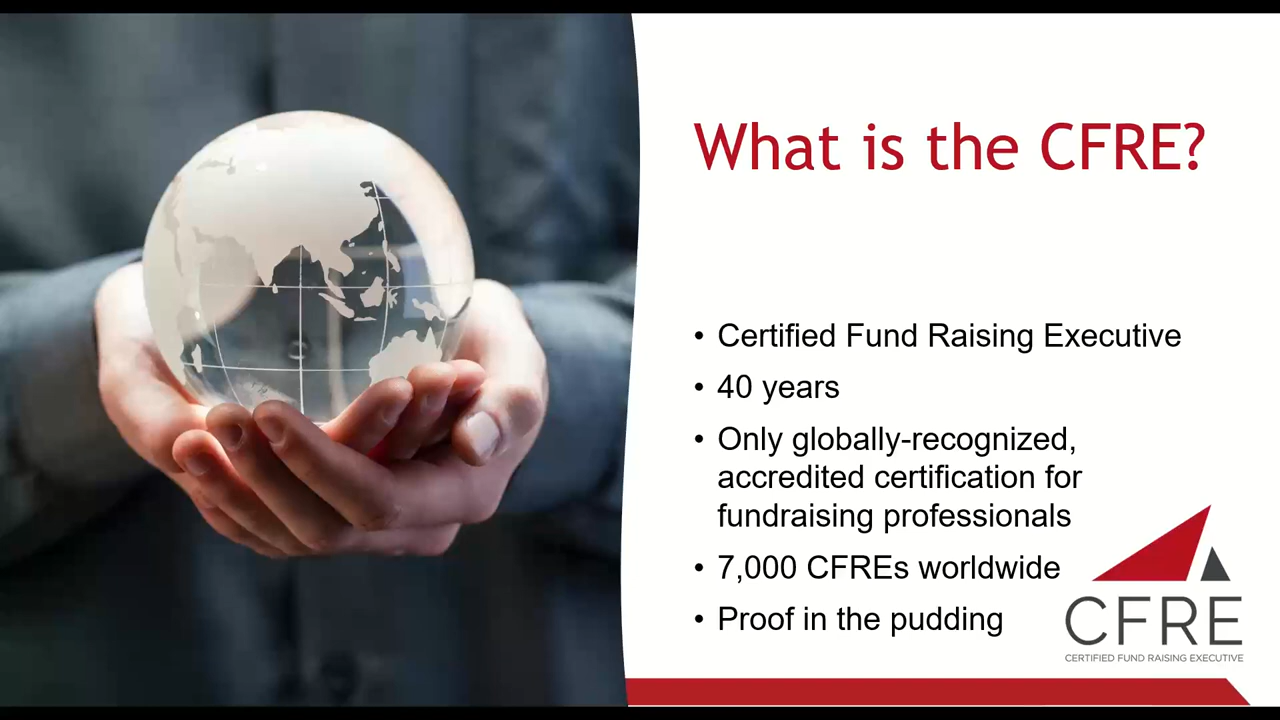 What is the CFRE?
• Certified Fund Raising Executive
• 40 years
• Only globally-recognized,
accredited certification for
fundraising professionals
• 7,000 CFREs worldwide
• Proof in the pudding
CFRE
CERTIFIED FUND RAISING EXECUTIVE